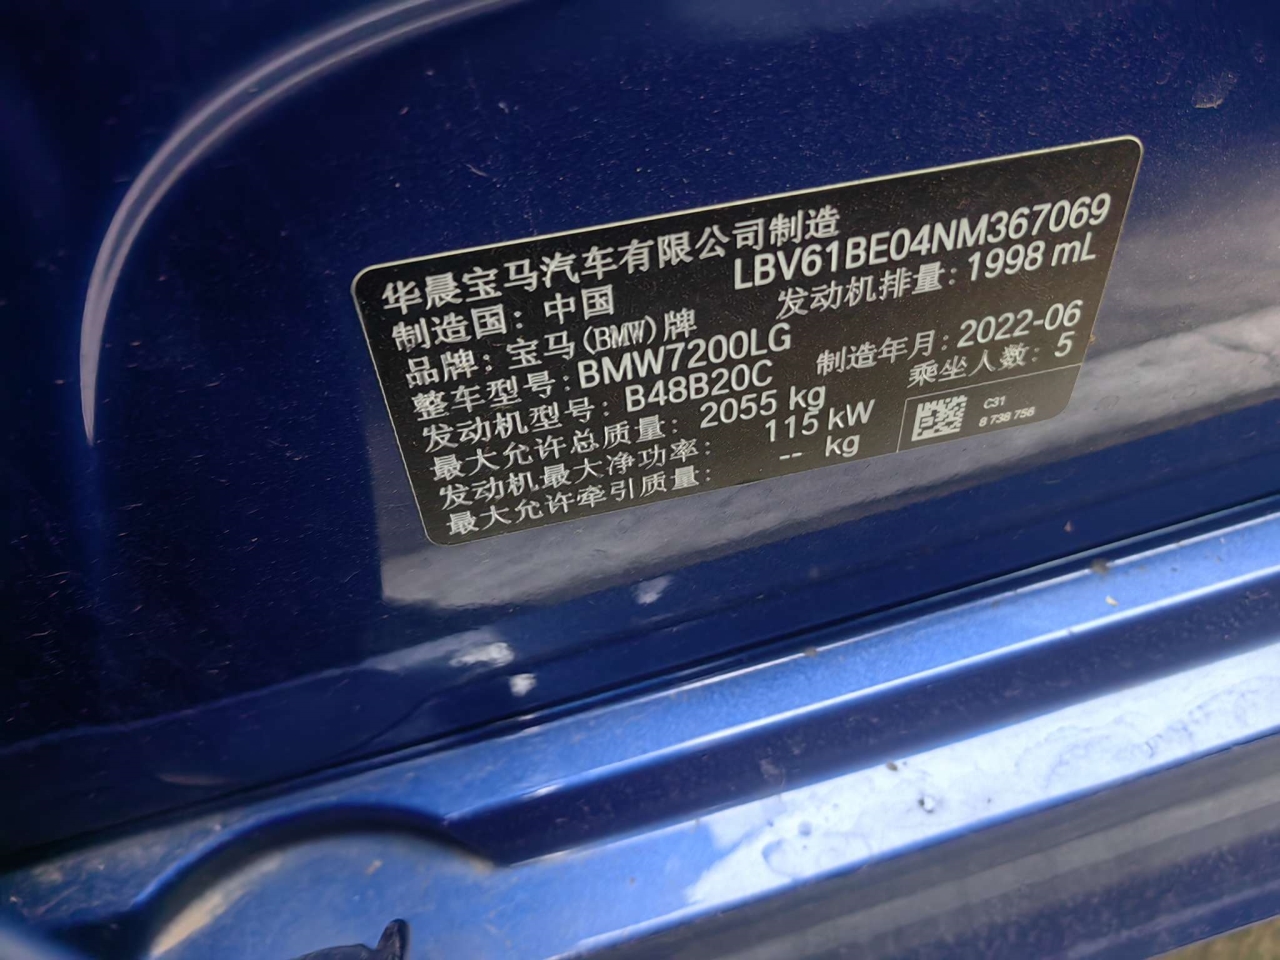 华晨宝马汽车有限公司制造
制造国：中国 LBV61BE04NM367069
品牌：宝马(BMW)牌 发动机排量：1998 mL
整车型号：BMW7200LG
发动机型号：B48B20C 制造年月：2022-06
最大允许总质量：2055 kg 乘坐人数：5
发动机最大净功率：115 kW
最大允许牵引质量：-- kg
C31
8 738 756